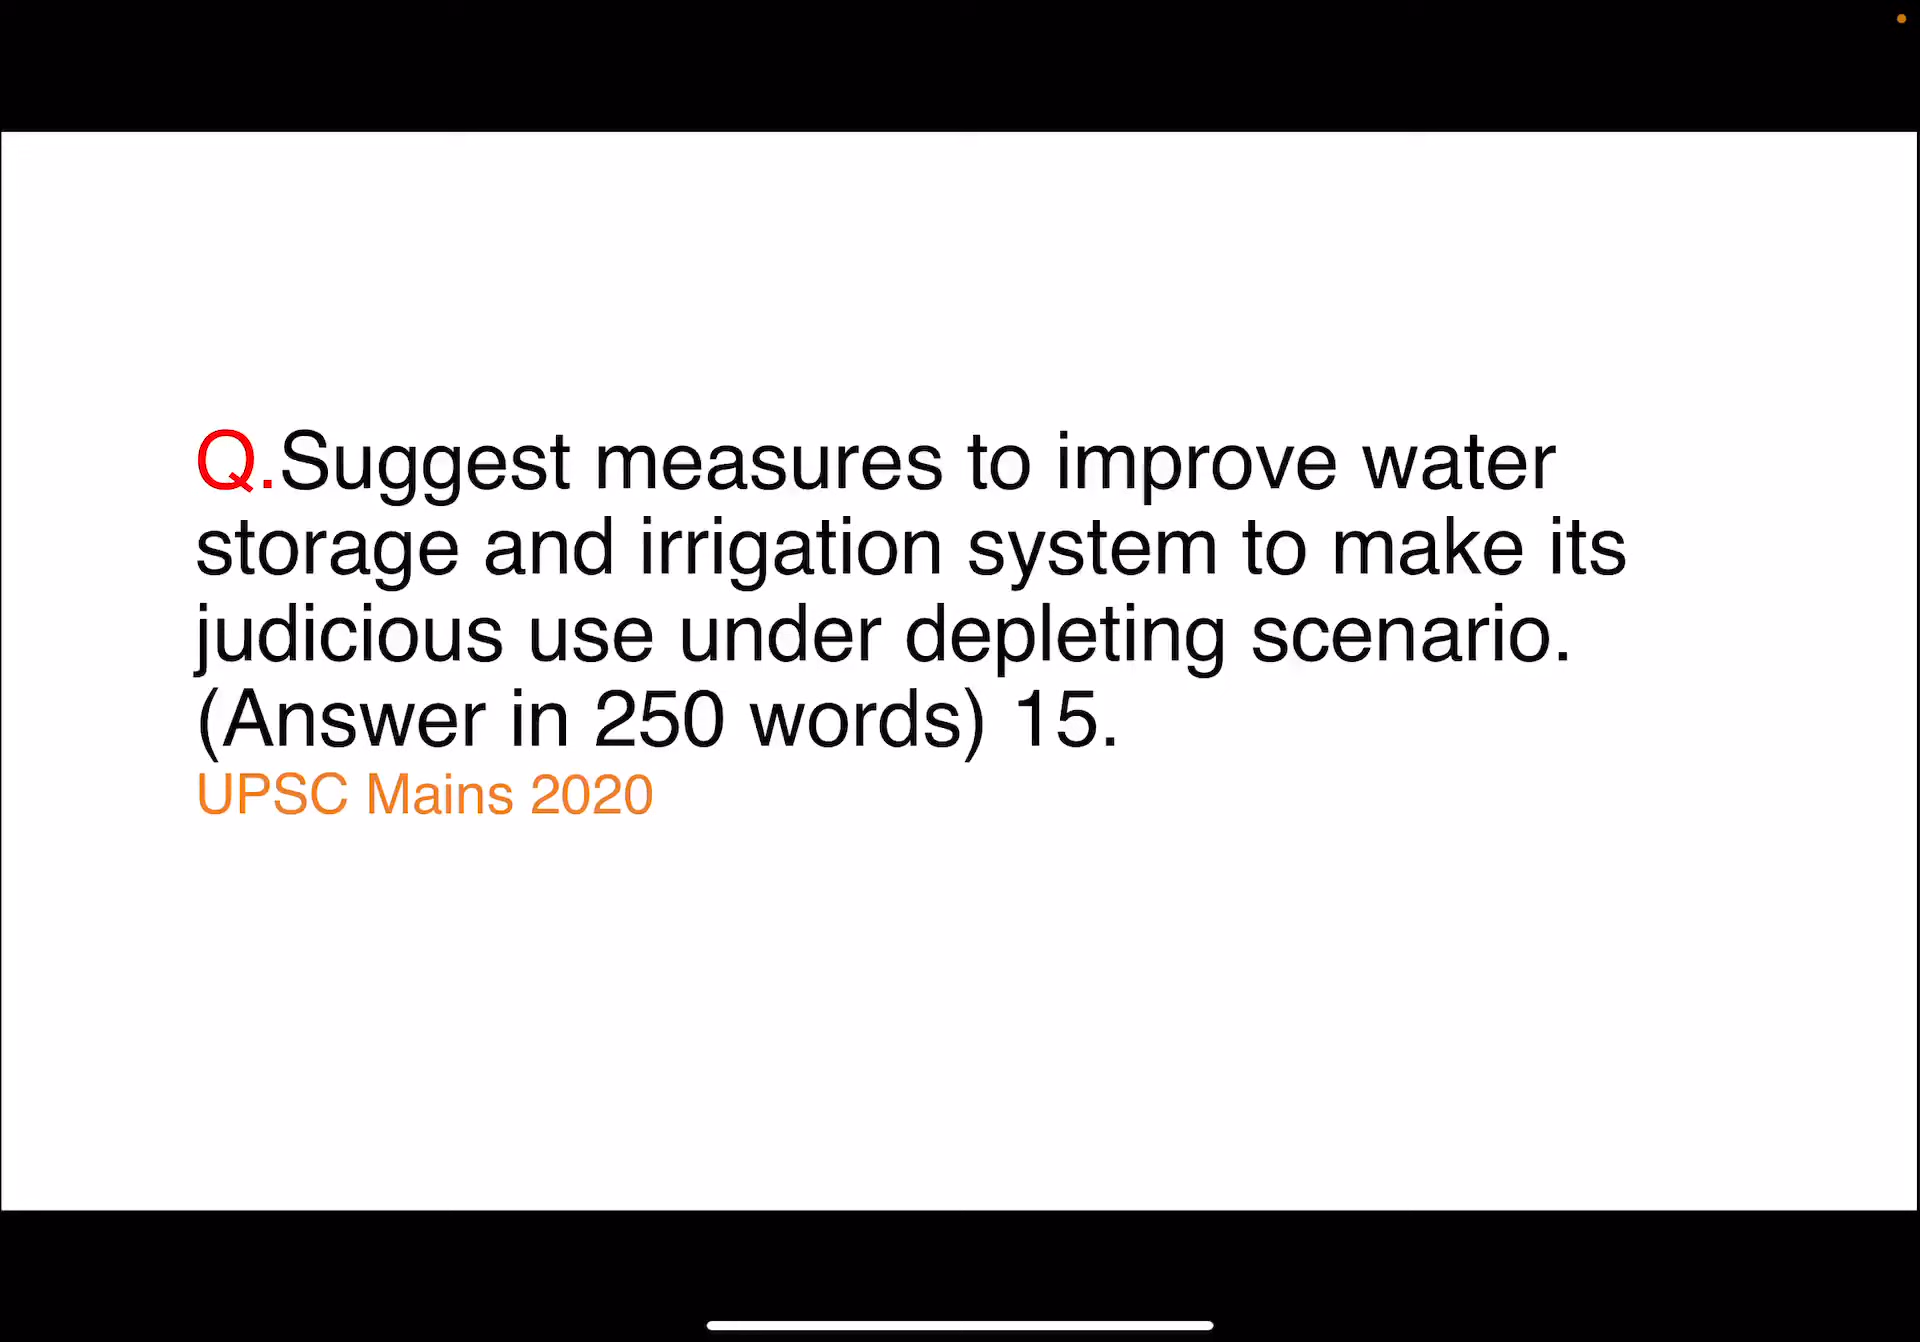 Q.Suggest measures to improve water
storage and irrigation system to make its
judicious use under depleting scenario.
(Answer in 250 words) 15.
UPSC Mains 2020